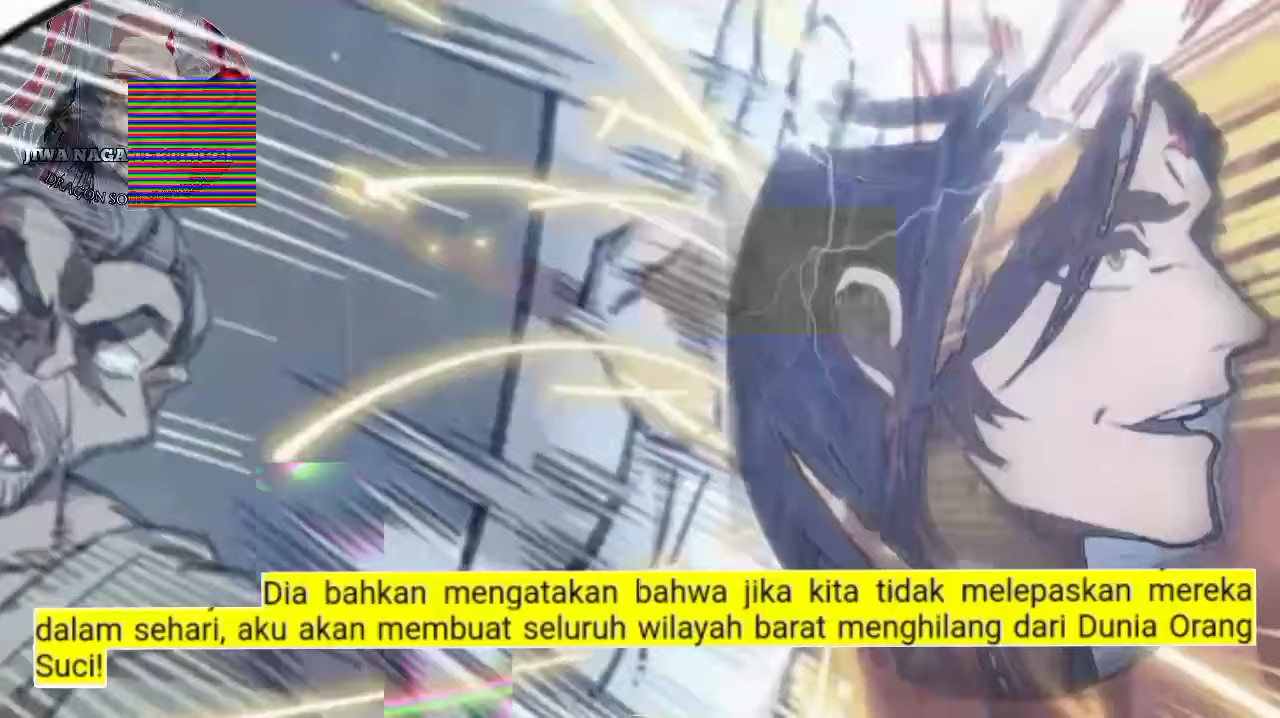 JIWA NAGA
DRAGON SOUL
Dia bahkan mengatakan bahwa jika kita tidak melepaskan mereka
dalam sehari, aku akan membuat seluruh wilayah barat menghilang dari Dunia Orang
Suci!